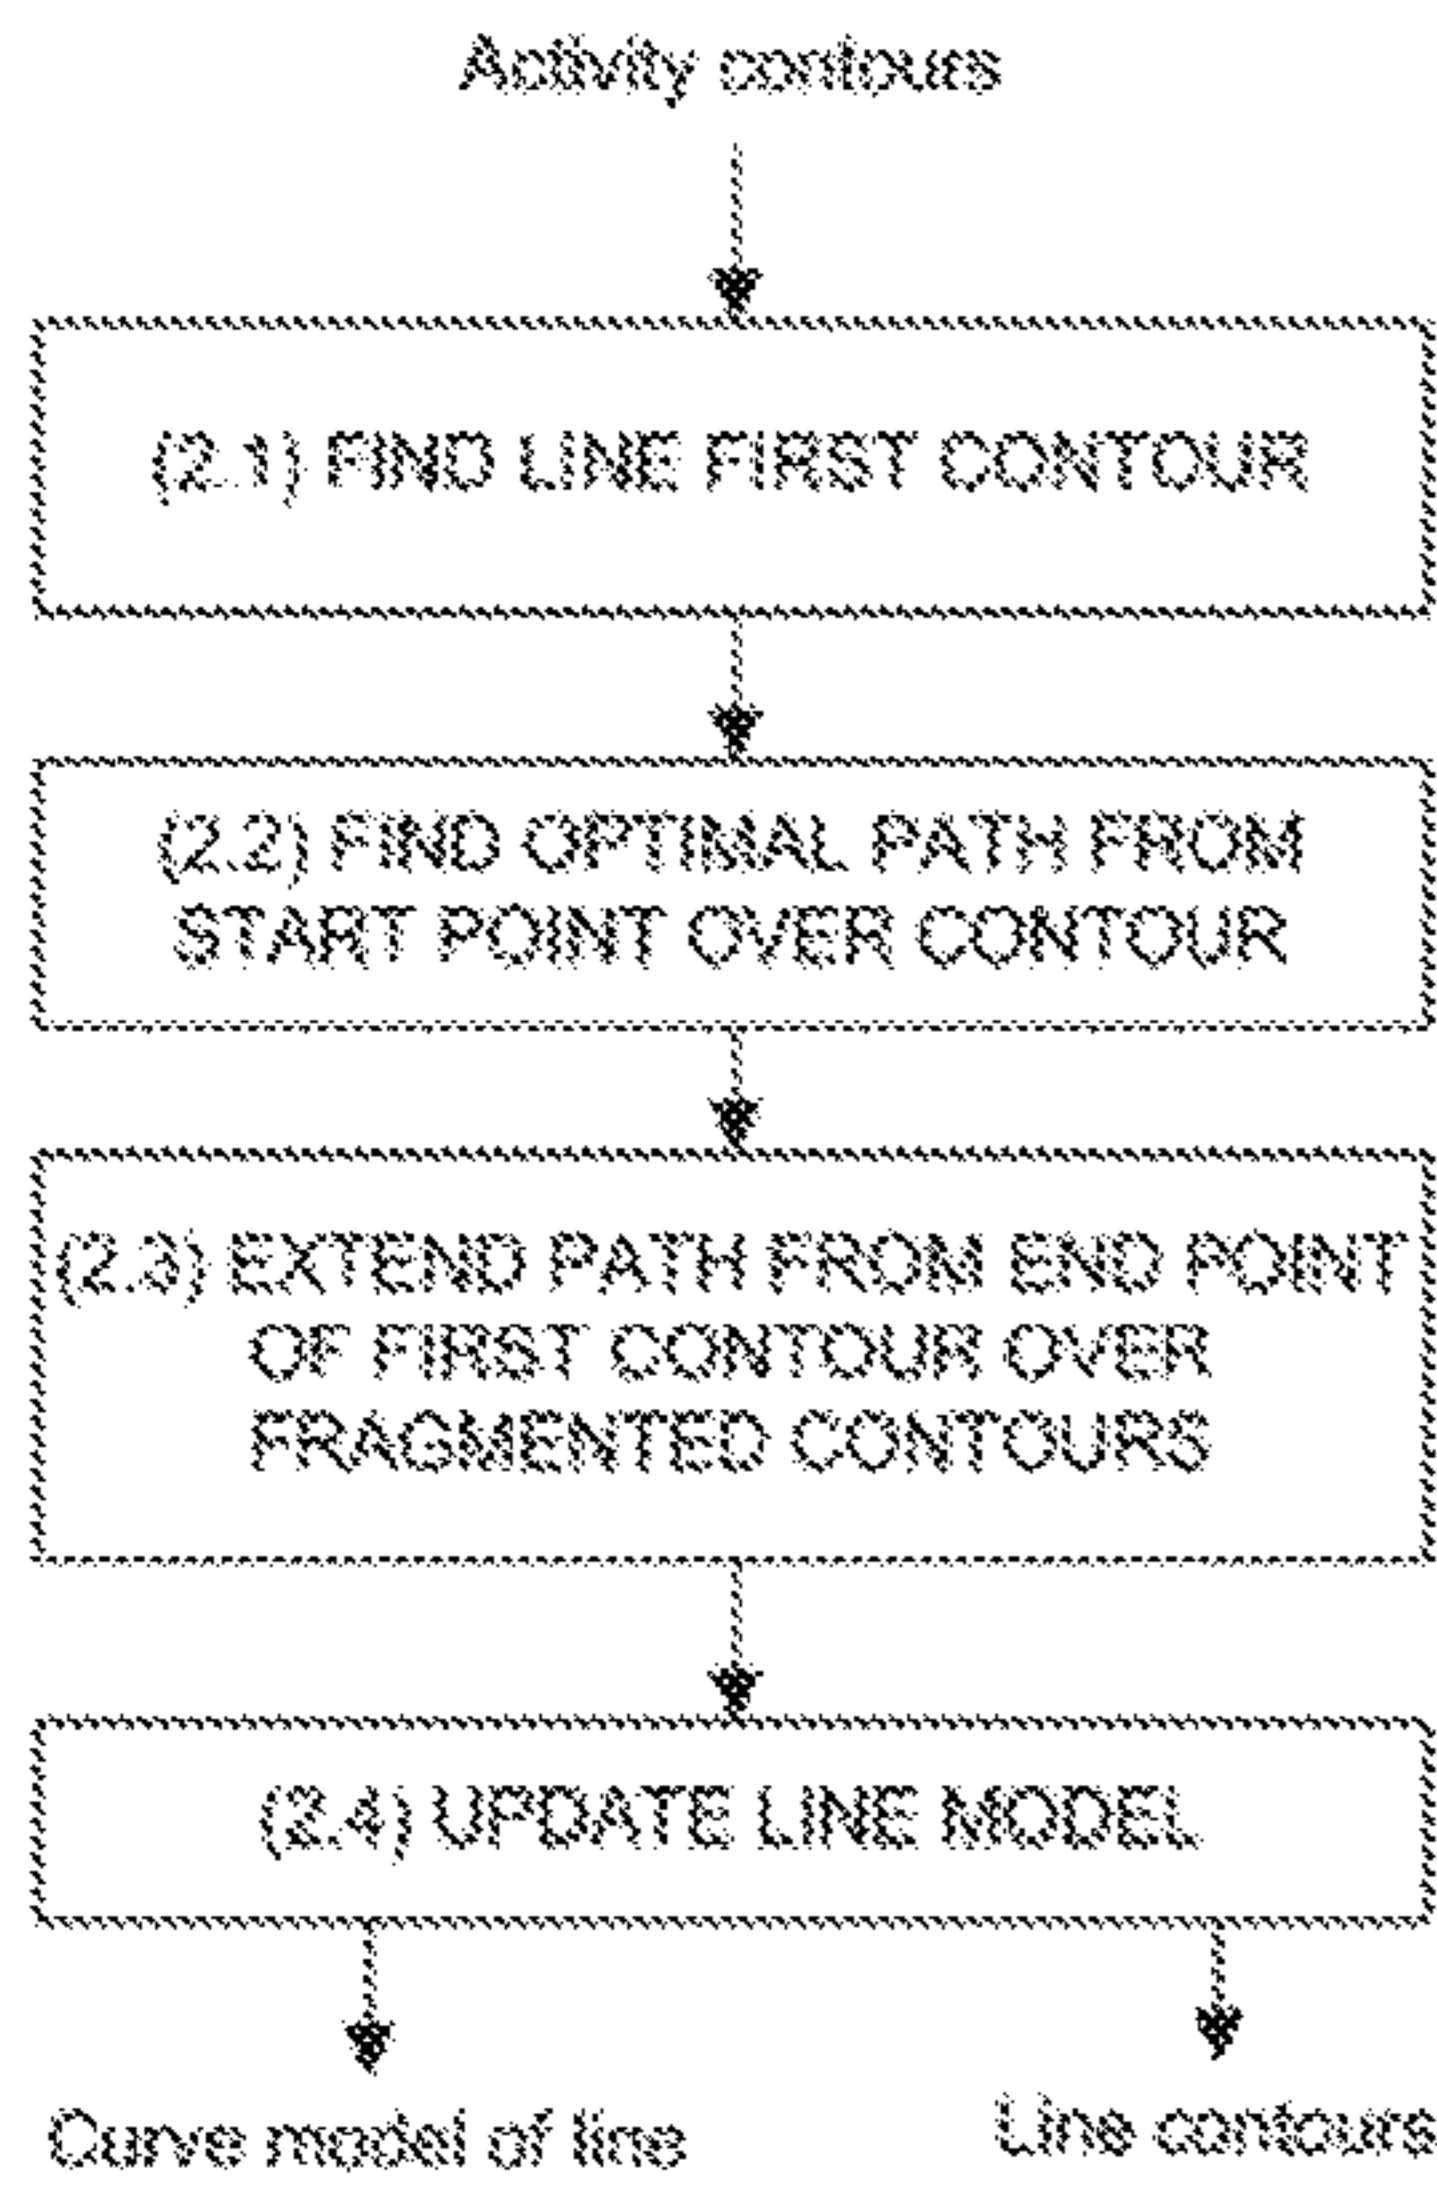 Activity contours
(2.1) FIND LINE FIRST CONTOUR
(2.2) FIND OPTIMAL PATH FROM
START POINT OVER CONTOUR
(2.3) EXTEND PATH FROM END POINT
OF FIRST CONTOUR OVER
FRAGMENTED CONTOURS
(2.4) UPDATE LINE MODEL
Curve model of line
Line contours